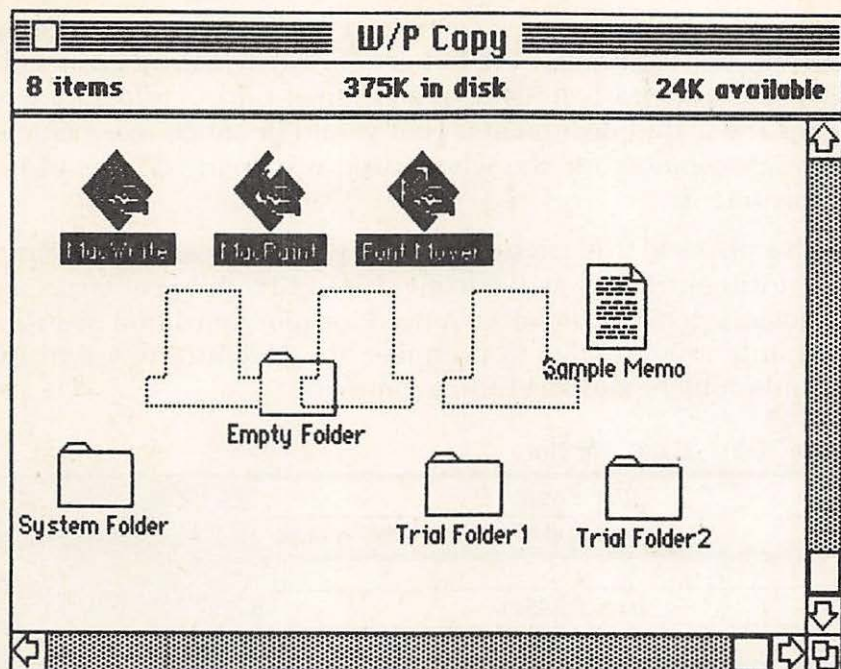 W/P Copy
8 items 375K in disk 24K available
MacWrite MacPaint Font Mover
Sample Memo
Empty Folder
System Folder Trial Folder1 Trial Folder2